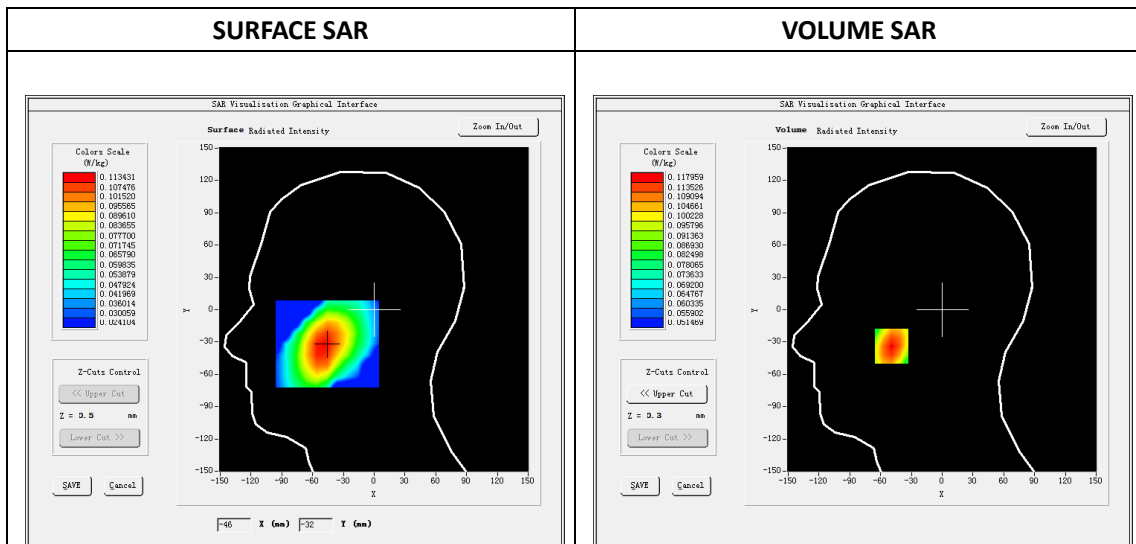 SURFACE SAR
VOLUME SAR
SAR Visualisation Graphical Interface
Surface Radiated Intensity
Zoom In/Out
Colors Scale
(W/kg)
0.113431
0.107476
0.101520
0.095565
0.089610
0.083655
0.077700
0.071745
0.065790
0.059835
0.053879
0.047924
0.041969
0.036014
0.030059
0.024104
150
120
90
60
30
0
-30
-60
-90
-120
-150
Y
-150 -120 -90 -60 -30 0 30 60 90 120 150
X
Z-Cuts Control
<< Upper Cut
Z = 0.5 mm
Lower Cut >>
SAVE Cancel
-46 X (mm) -32 Y (mm)
SAR Visualisation Graphical Interface
Volume Radiated Intensity
Zoom In/Out
Colors Scale
(W/kg)
0.117959
0.113526
0.109094
0.104661
0.100228
0.095796
0.091363
0.086930
0.082498
0.078065
0.073633
0.069200
0.064767
0.060335
0.055902
0.051469
150
120
90
60
30
0
-30
-60
-90
-120
-150
Y
-150 -120 -90 -60 -30 0 30 60 90 120 150
X
Z-Cuts Control
<< Upper Cut
Z = 0.3 mm
Lower Cut >>
SAVE Cancel